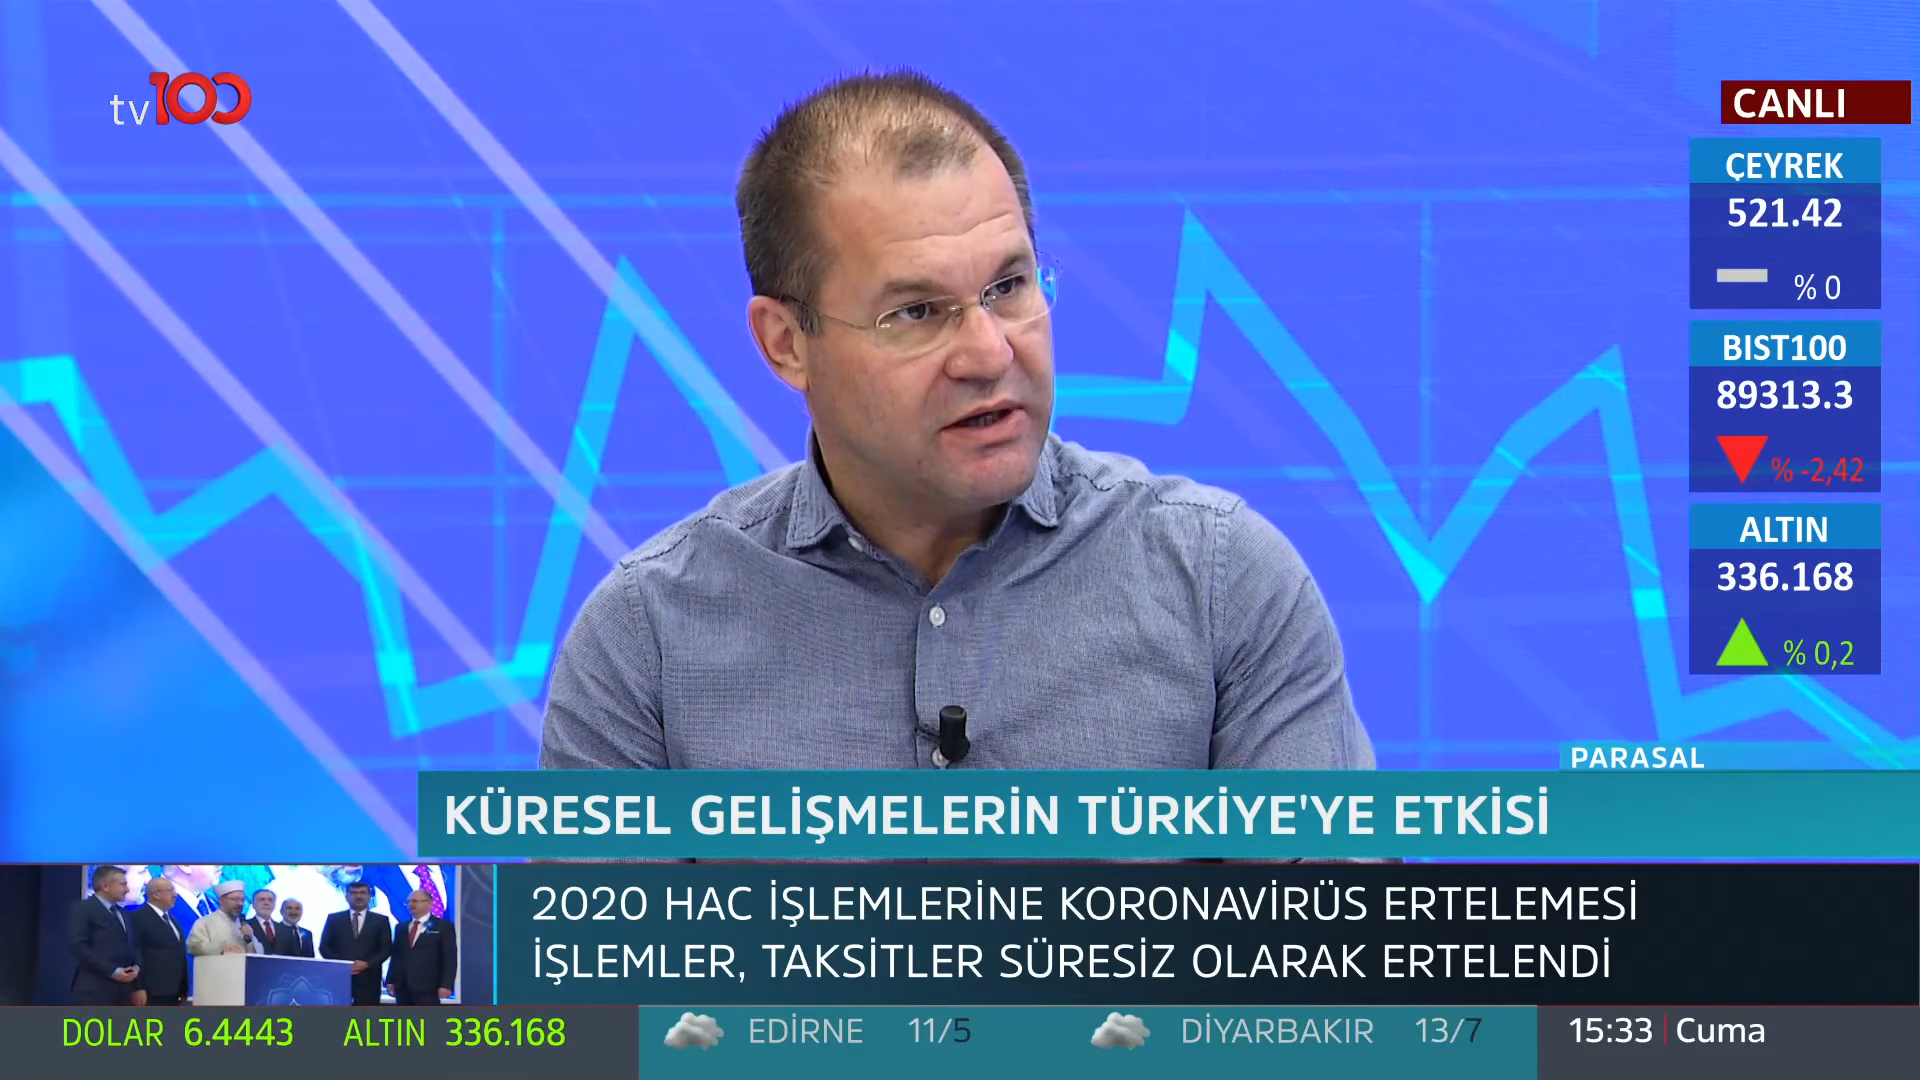 tv100
CANLI
ÇEYREK
521.42
% 0
BIST100
89313.3
% -2,42
ALTIN
336.168
% 0,2
PARASAL
KÜRESEL GELİŞMELERİN TÜRKİYE'YE ETKİSİ
2020 HAC İŞLEMLERİNE KORONAVİRÜS ERTELEMESİ
İŞLEMLER, TAKSİTLER SÜRESİZ OLARAK ERTELENDİ
DOLAR 6.4443 ALTIN 336.168 EDİRNE 11/5 DİYARBAKIR 13/7 15:33 Cuma